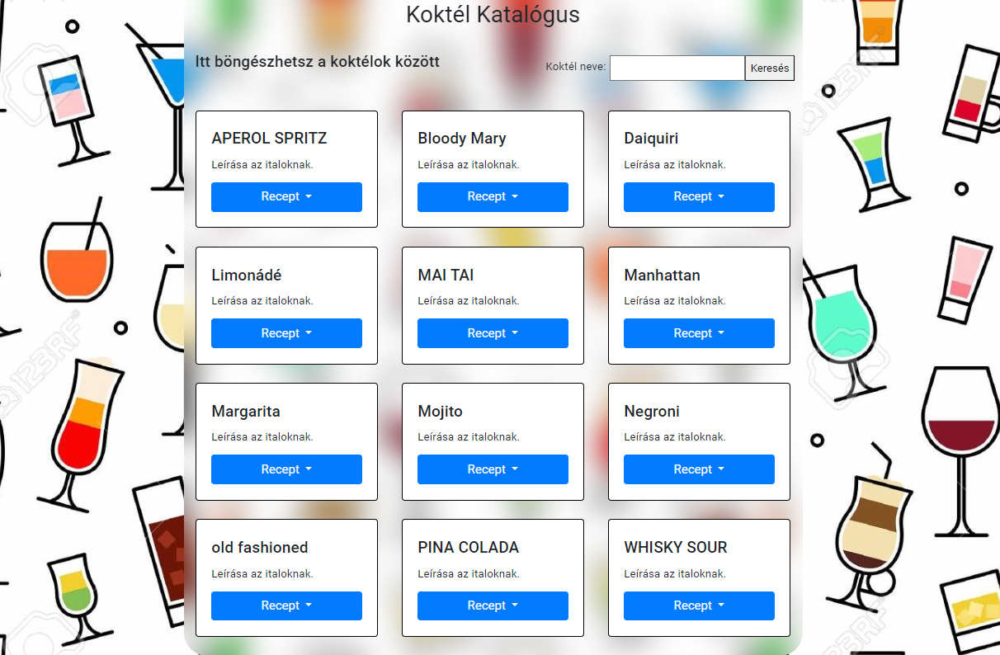 Koktél Katalógus
Itt böngészhetsz a koktélok között
Koktél neve:
Keresés
APEROL SPRITZ
Leírása az italoknak.
Recept
Bloody Mary
Leírása az italoknak.
Recept
Daiquiri
Leírása az italoknak.
Recept
Limonádé
Leírása az italoknak.
Recept
MAI TAI
Leírása az italoknak.
Recept
Manhattan
Leírása az italoknak.
Recept
Margarita
Leírása az italoknak.
Recept
Mojito
Leírása az italoknak.
Recept
Negroni
Leírása az italoknak.
Recept
old fashioned
Leírása az italoknak.
Recept
PINA COLADA
Leírása az italoknak.
Recept
WHISKY SOUR
Leírása az italoknak.
Recept
123RF
123RF
123RF